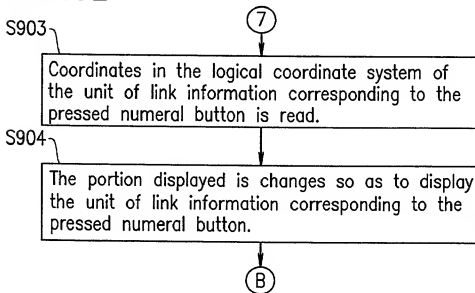 7
S903
Coordinates in the logical coordinate system of
the unit of link information corresponding to the
pressed numeral button is read.
S904
The portion displayed is changes so as to display
the unit of link information corresponding to the
pressed numeral button.
B